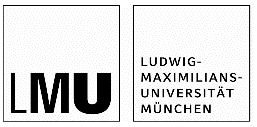 LMU
LUDWIG-
MAXIMILIANS-
UNIVERSITÄT
MÜNCHEN